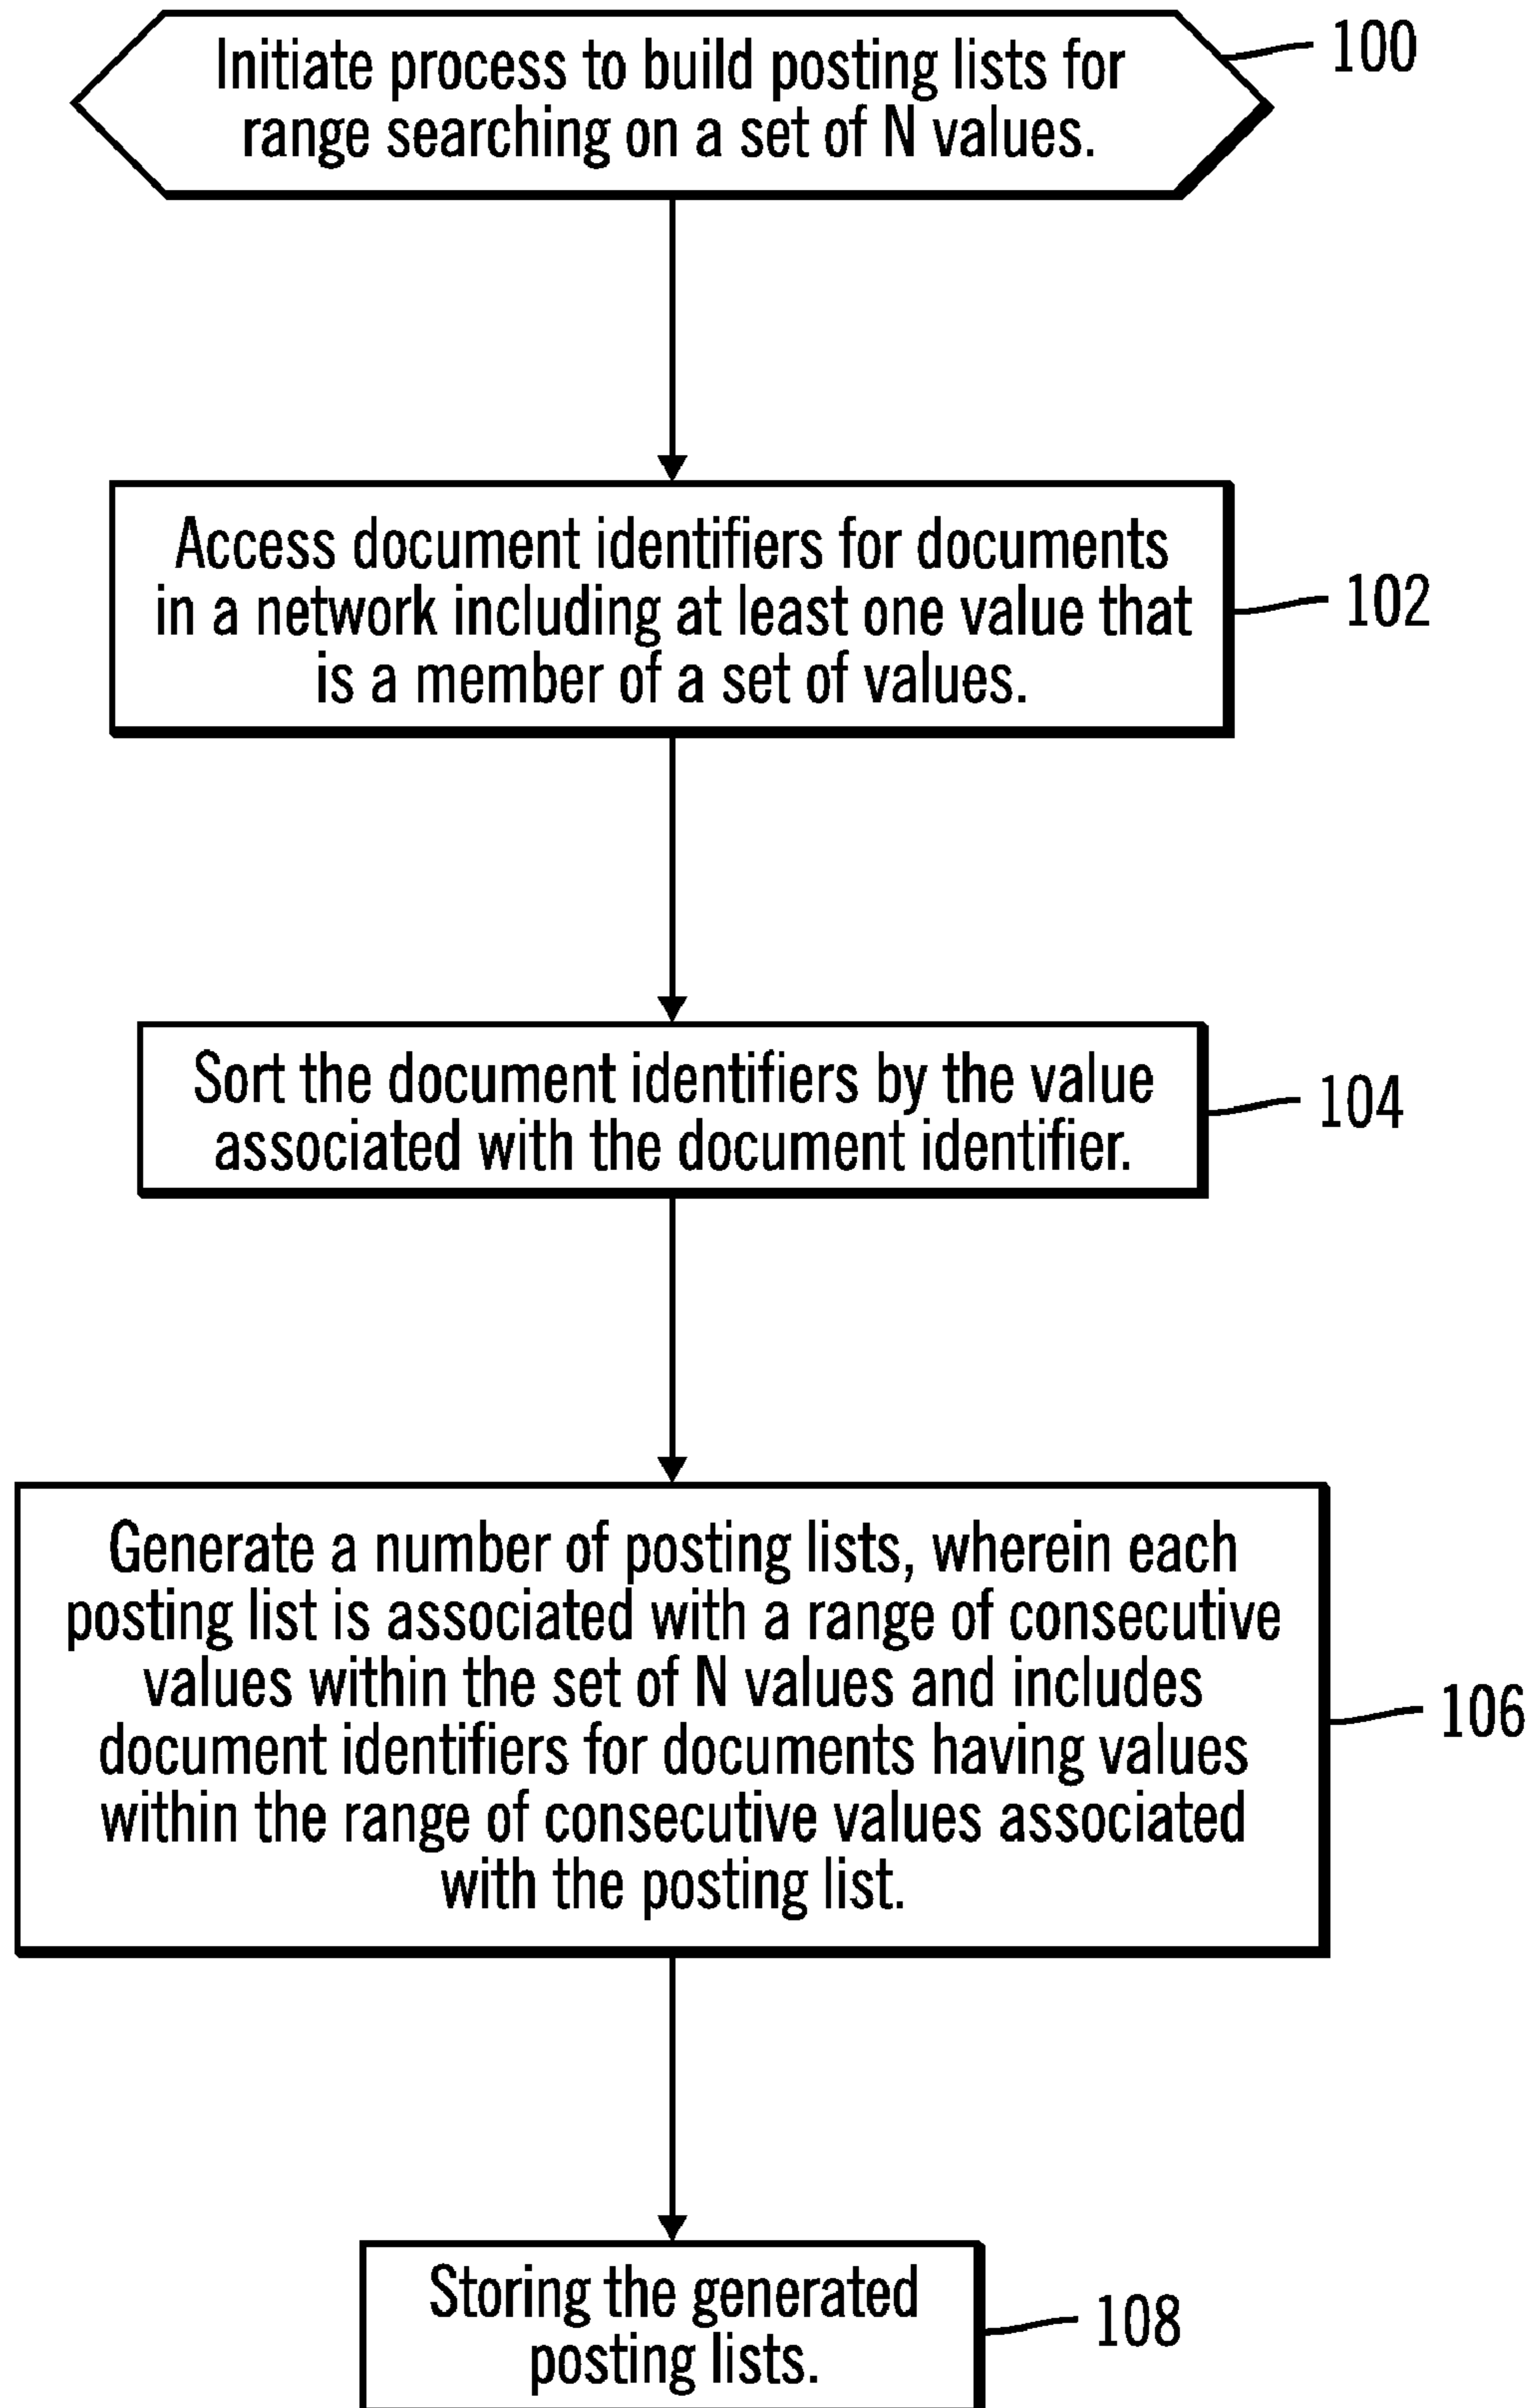 Initiate process to build posting lists for
range searching on a set of N values.
100
Access document identifiers for documents
in a network including at least one value that
is a member of a set of values.
102
Sort the document identifiers by the value
associated with the document identifier.
104
Generate a number of posting lists, wherein each
posting list is associated with a range of consecutive
values within the set of N values and includes
document identifiers for documents having values
within the range of consecutive values associated
with the posting list.
106
Storing the generated
posting lists.
108